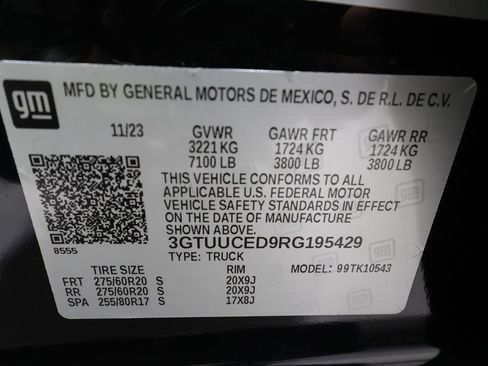 gm
MFD BY GENERAL MOTORS DE MEXICO, S. DE R.L. DE C.V.
11/23 GVWR GAWR FRT GAWR RR
3221 KG 1724 KG 1724 KG
7100 LB 3800 LB 3800 LB
THIS VEHICLE CONFORMS TO ALL
APPLICABLE U.S. FEDERAL MOTOR
VEHICLE SAFETY STANDARDS IN EFFECT
ON THE DATE OF MANUFACTURE
SHOWN ABOVE.
8555 3GTUUCED9RG195429
TYPE: TRUCK MODEL: 99TK10543
TIRE SIZE RIM
FRT 275/60R20 S 20X9J
RR 275/60R20 S 20X9J
SPA 255/80R17 S 17X8J